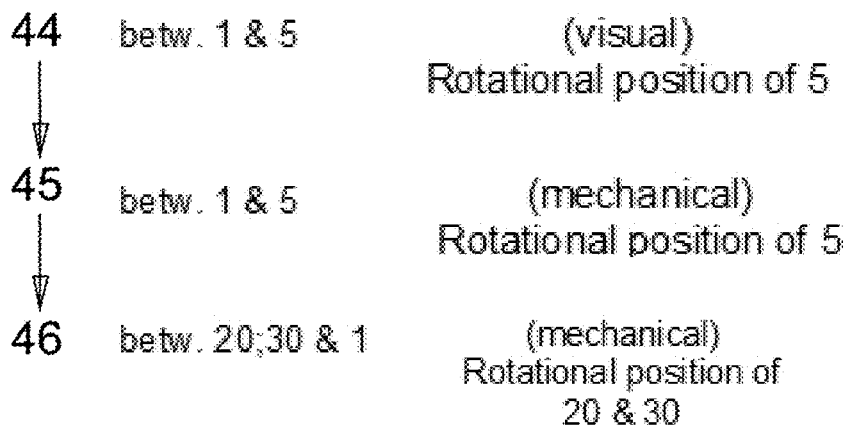 44 betw. 1 & 5 (visual)
Rotational position of 5
45 betw. 1 & 5 (mechanical)
Rotational position of 5
46 betw. 20;30 & 1 (mechanical)
Rotational position of
20 & 30